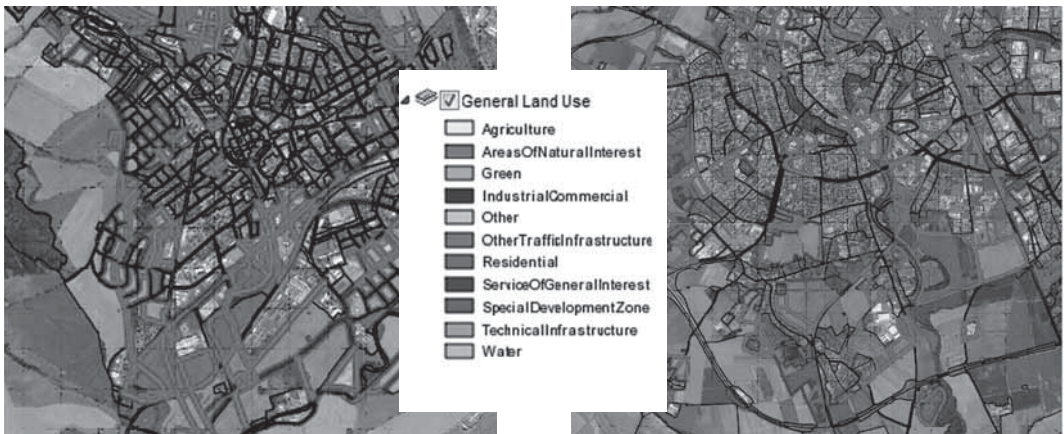 General Land Use
Agriculture
AreasOfNaturalInterest
Green
IndustrialCommercial
Other
OtherTrafficInfrastructure
Residential
ServiceOfGeneralInterest
SpecialDevelopmentZone
TechnicalInfrastructure
Water